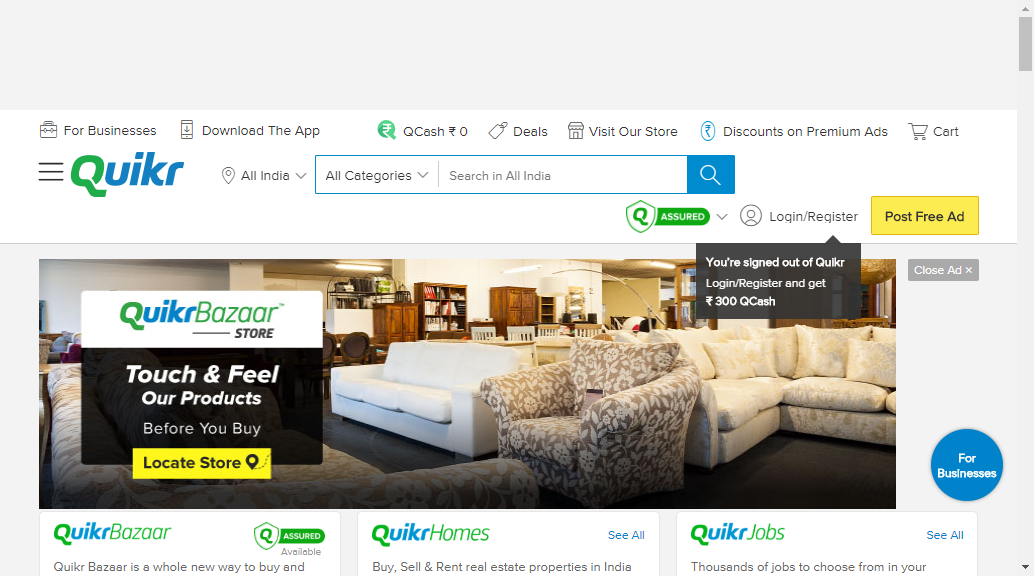 For Businesses
Download The App
QCash ₹ 0
Deals
Visit Our Store
Discounts on Premium Ads
Cart
Quikr
All India
All Categories
Search in All India
Q ASSURED
Login/Register
Post Free Ad
You're signed out of Quikr
Login/Register and get
₹ 300 QCash
Close Ad ×
QuikrBazaar™
STORE
Touch & Feel
Our Products
Before You Buy
Locate Store
For
Businesses
QuikrBazaar
Q ASSURED
Available
Quikr Bazaar is a whole new way to buy and
QuikrHomes
See All
Buy, Sell & Rent real estate properties in India
QuikrJobs
See All
Thousands of jobs to choose from in your